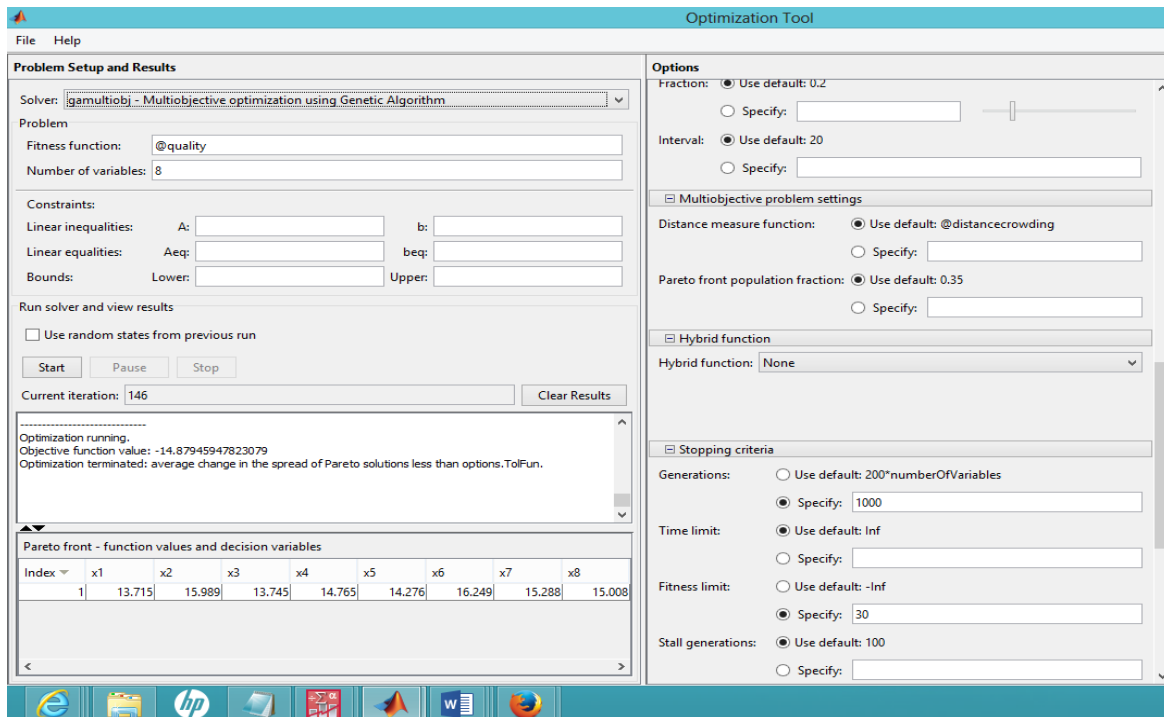 Optimization Tool
File Help
Problem Setup and Results
Solver: gamultiobj - Multiobjective optimization using Genetic Algorithm
Problem
Fitness function: @quality
Number of variables: 8
Constraints:
Linear inequalities: A: b:
Linear equalities: Aeq: beq:
Bounds: Lower: Upper:
Run solver and view results
Use random states from previous run
Start Pause Stop
Current iteration: 146 Clear Results
Optimization running.
Objective function value: -14.87945947823079
Optimization terminated: average change in the spread of Pareto solutions less than options.TolFun.
Pareto front - function values and decision variables
Index x1 x2 x3 x4 x5 x6 x7 x8
1 13.715 15.989 13.745 14.765 14.276 16.249 15.288 15.008
Options
Fraction: Use default: 0.2
Specify:
Interval: Use default: 20
Specify:
Multiobjective problem settings
Distance measure function: Use default: @distancecrowding
Specify:
Pareto front population fraction: Use default: 0.35
Specify:
Hybrid function
Hybrid function: None
Stopping criteria
Generations: Use default: 200*numberOfVariables
Specify: 1000
Time limit: Use default: Inf
Specify:
Fitness limit: Use default: -Inf
Specify: 30
Stall generations: Use default: 100
Specify:
hp